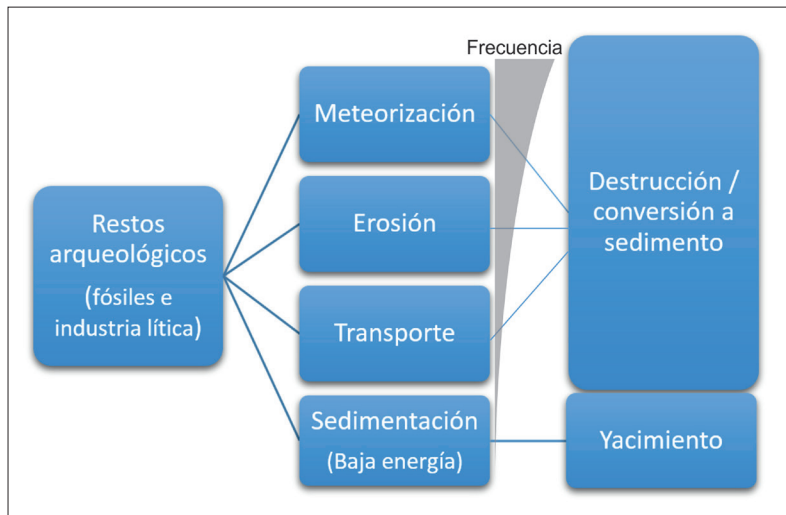 Restos
arqueológicos
(fósiles e
industria lítica)
Frecuencia
Meteorización
Erosión
Transporte
Sedimentación
(Baja energía)
Destrucción /
conversión a
sedimento
Yacimiento